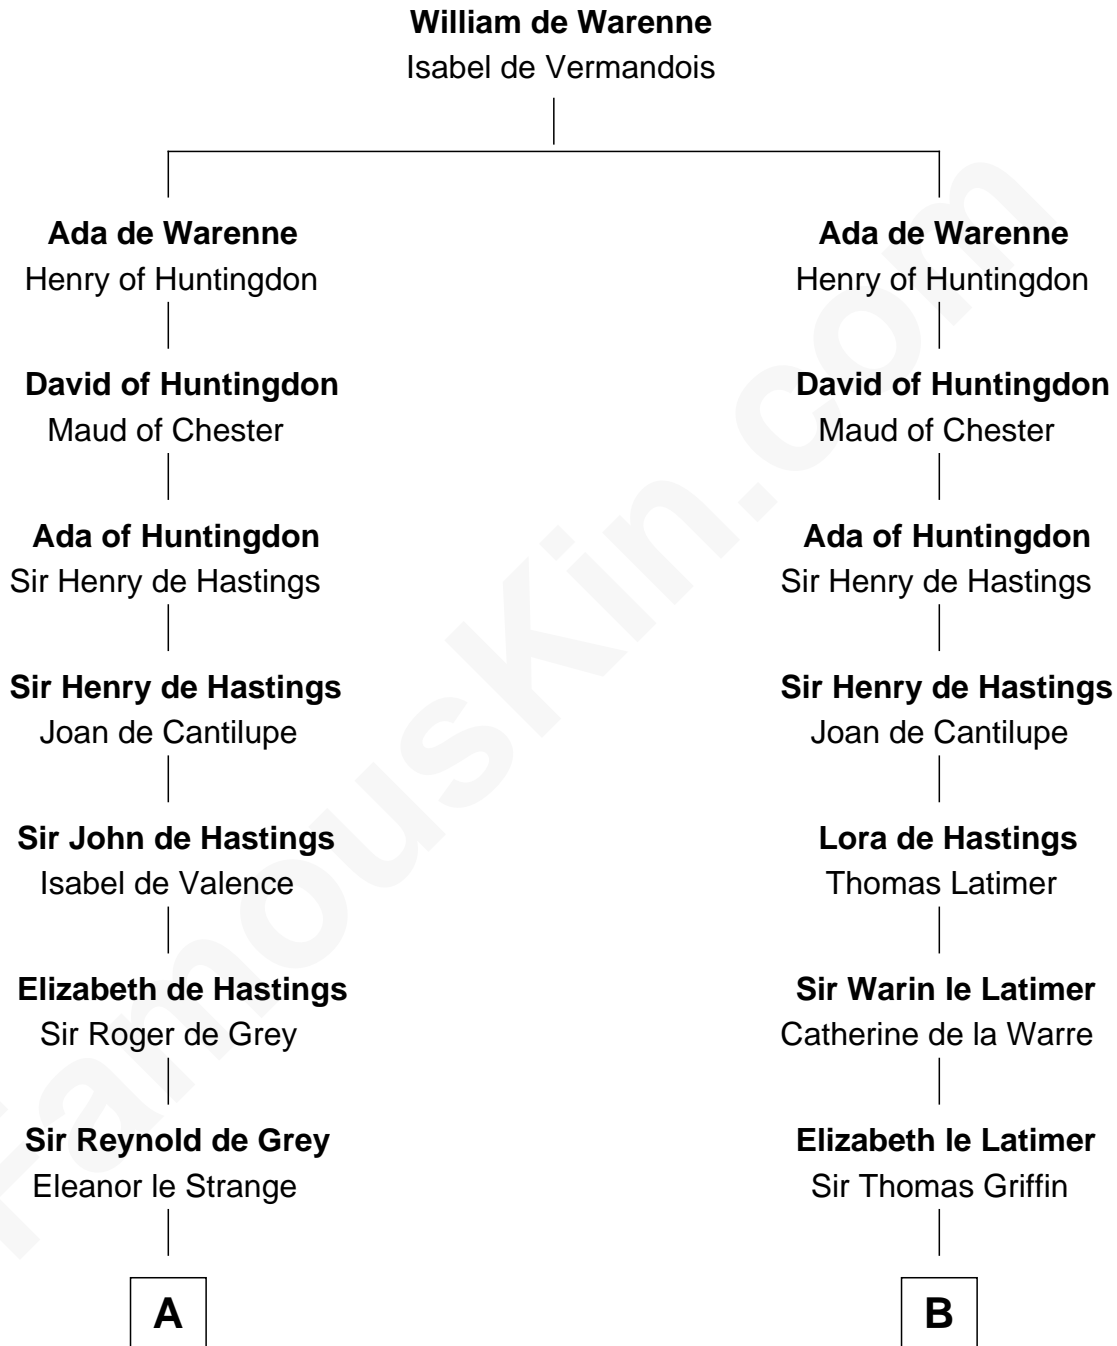 William de Warenne
Isabel de Vermandois
Ada de Warenne
Henry of Huntingdon
Ada de Warenne
Henry of Huntingdon
David of Huntingdon
Maud of Chester
David of Huntingdon
Maud of Chester
Ada of Huntingdon
Sir Henry de Hastings
Ada of Huntingdon
Sir Henry de Hastings
Sir Henry de Hastings
Joan de Cantilupe
Sir Henry de Hastings
Joan de Cantilupe
Sir John de Hastings
Isabel de Valence
Lora de Hastings
Thomas Latimer
Elizabeth de Hastings
Sir Roger de Grey
Sir Warin le Latimer
Catherine de la Warre
Sir Reynold de Grey
Eleanor le Strange
Elizabeth le Latimer
Sir Thomas Griffin
A
B
FamousKin.com